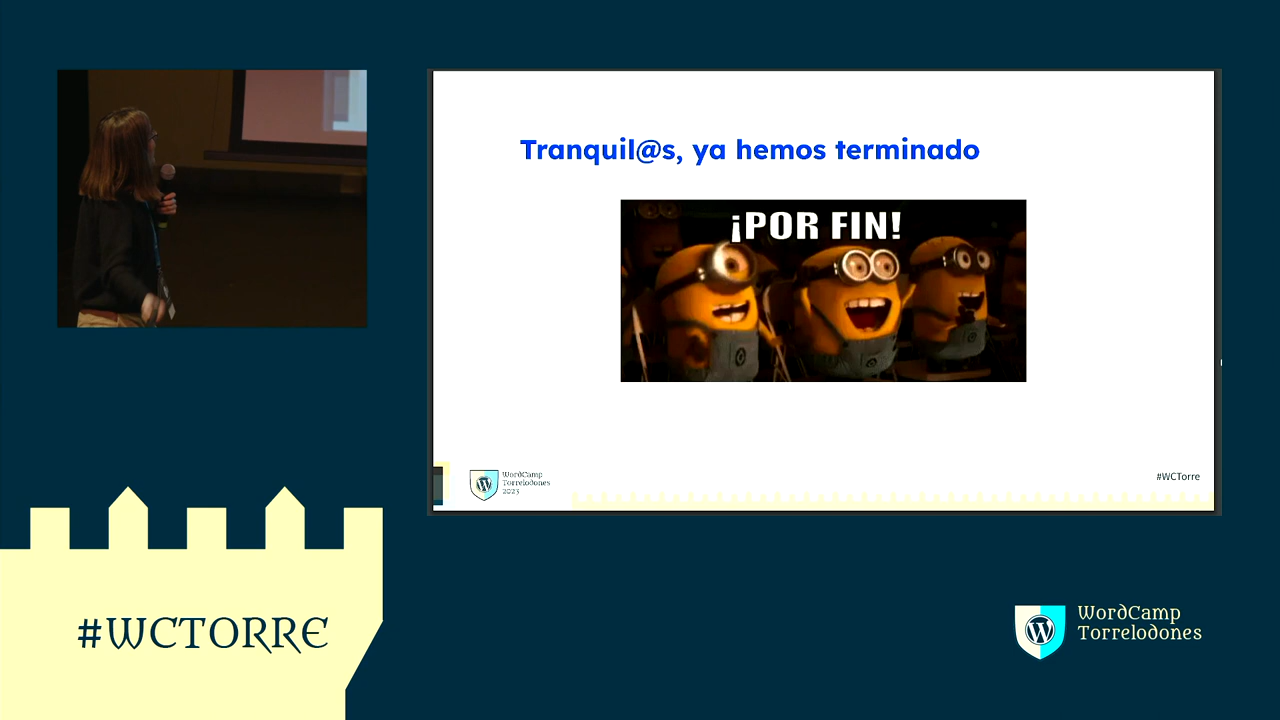 Tranquil@s, ya hemos terminado
¡POR FIN!
WordCamp
Torrelodones
2023
#WCTorre
#WCTORRE
WordCamp
Torrelodones